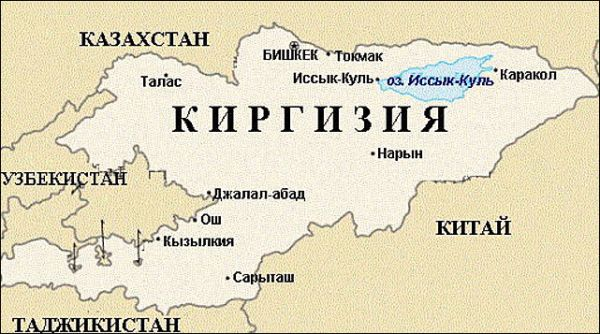 КАЗАХСТАН
БИШКЕК
Токмак
Талас
Иссык-Куль
оз. Иссык-Куль
Каракол
КИРГИЗИЯ
Нарын
УЗБЕКИСТАН
Джалал-абад
Ош
КИТАЙ
Кызылкия
Сарыташ
ТАДЖИКИСТАН